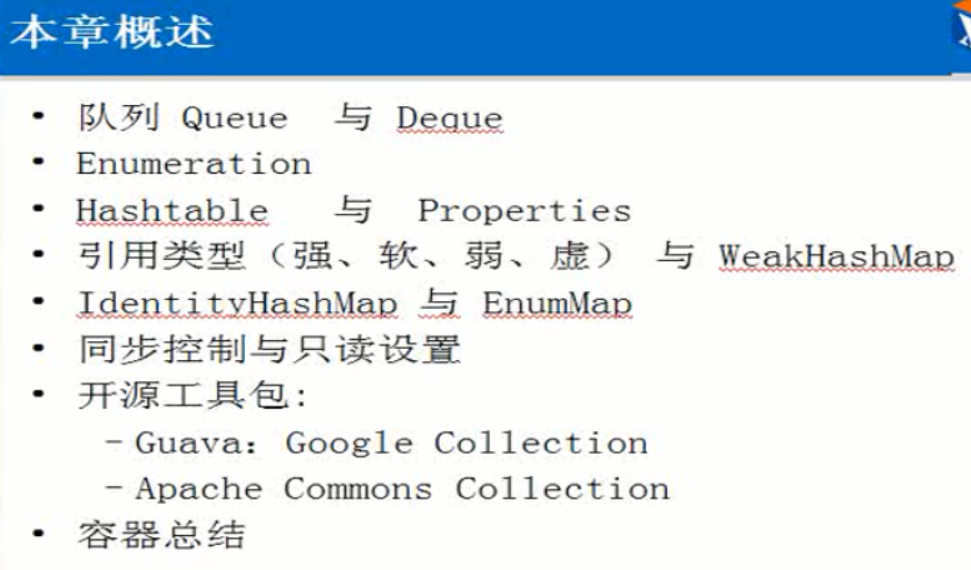 本章概述
• 队列 Queue 与 Deque
• Enumeration
• Hashtable 与 Properties
• 引用类型（强、软、弱、虚） 与 WeakHashMap
• IdentityHashMap 与 EnumMap
• 同步控制与只读设置
• 开源工具包:
–Guava：Google Collection
–Apache Commons Collection
• 容器总结